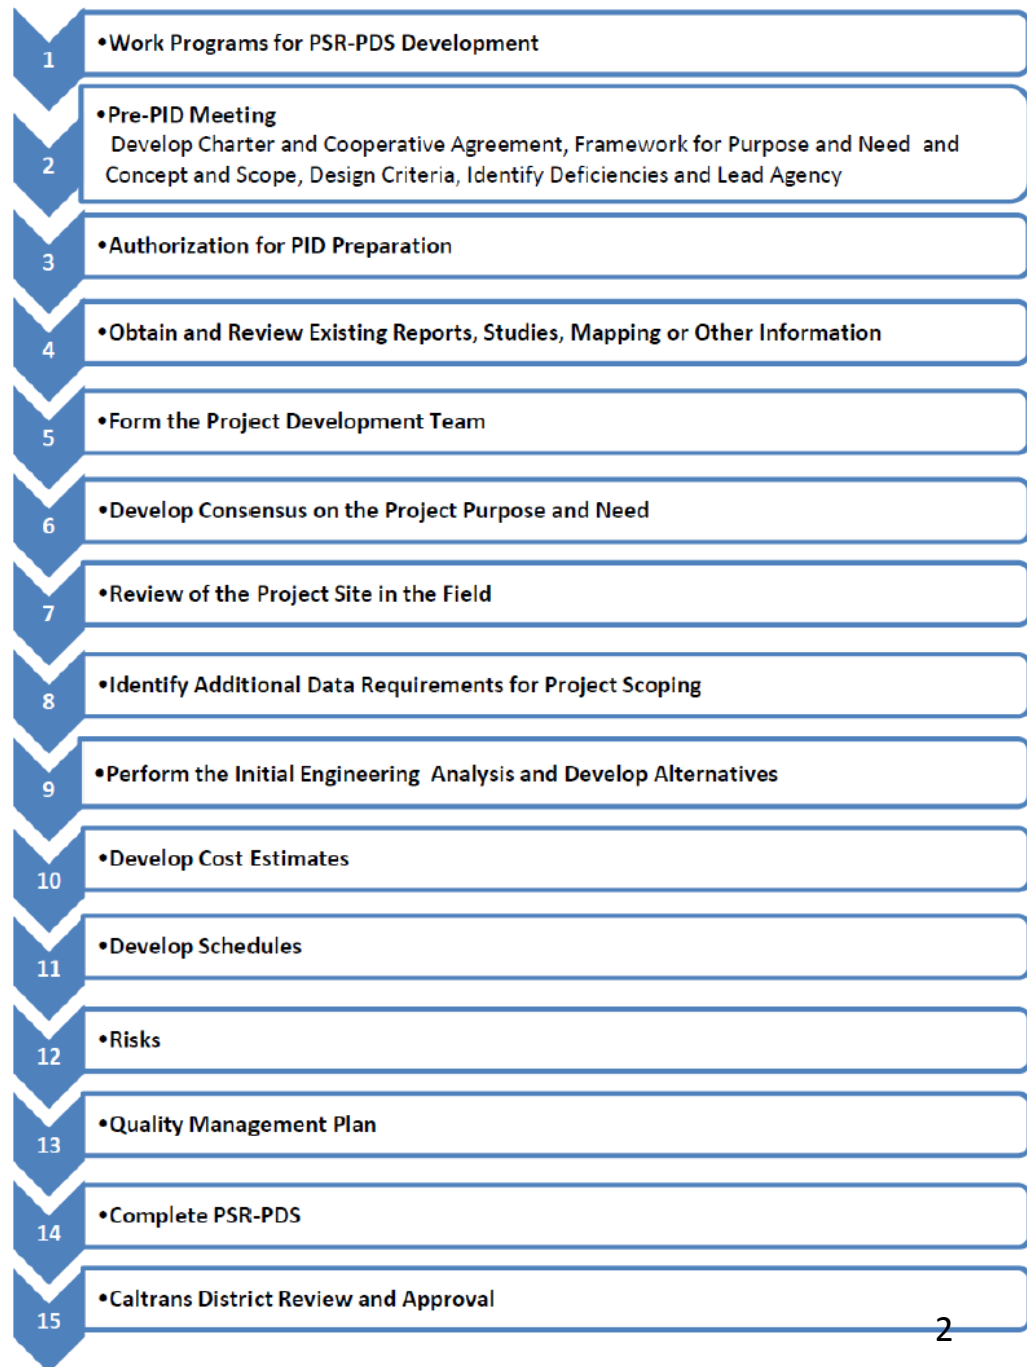 1
•Work Programs for PSR-PDS Development
2
•Pre-PID Meeting
Develop Charter and Cooperative Agreement, Framework for Purpose and Need and
Concept and Scope, Design Criteria, Identify Deficiencies and Lead Agency
3
•Authorization for PID Preparation
4
•Obtain and Review Existing Reports, Studies, Mapping or Other Information
5
•Form the Project Development Team
6
•Develop Consensus on the Project Purpose and Need
7
•Review of the Project Site in the Field
8
•Identify Additional Data Requirements for Project Scoping
9
•Perform the Initial Engineering Analysis and Develop Alternatives
10
•Develop Cost Estimates
11
•Develop Schedules
12
•Risks
13
•Quality Management Plan
14
•Complete PSR-PDS
15
•Caltrans District Review and Approval
2